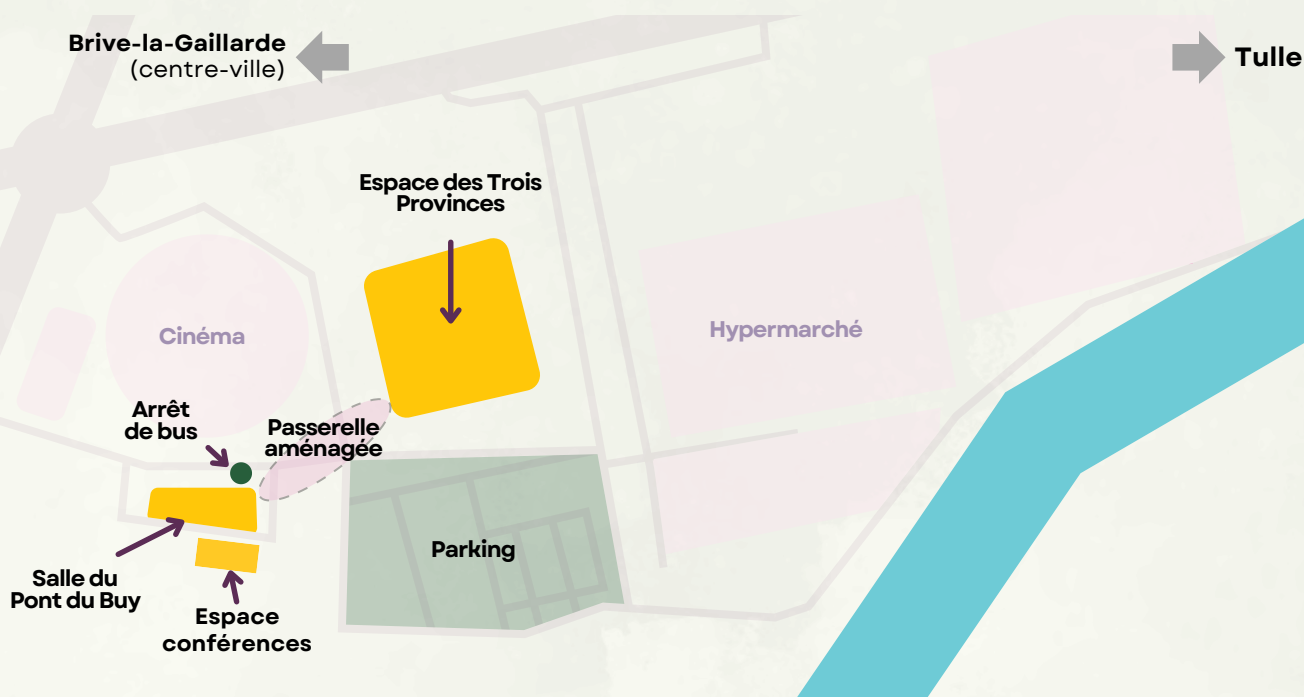 Brive-la-Gaillarde
(centre-ville)
Tulle
Espace des Trois
Provinces
Cinéma
Hypermarché
Arrêt
de bus
Passerelle
aménagée
Parking
Salle du
Pont du Buy
Espace
conférences